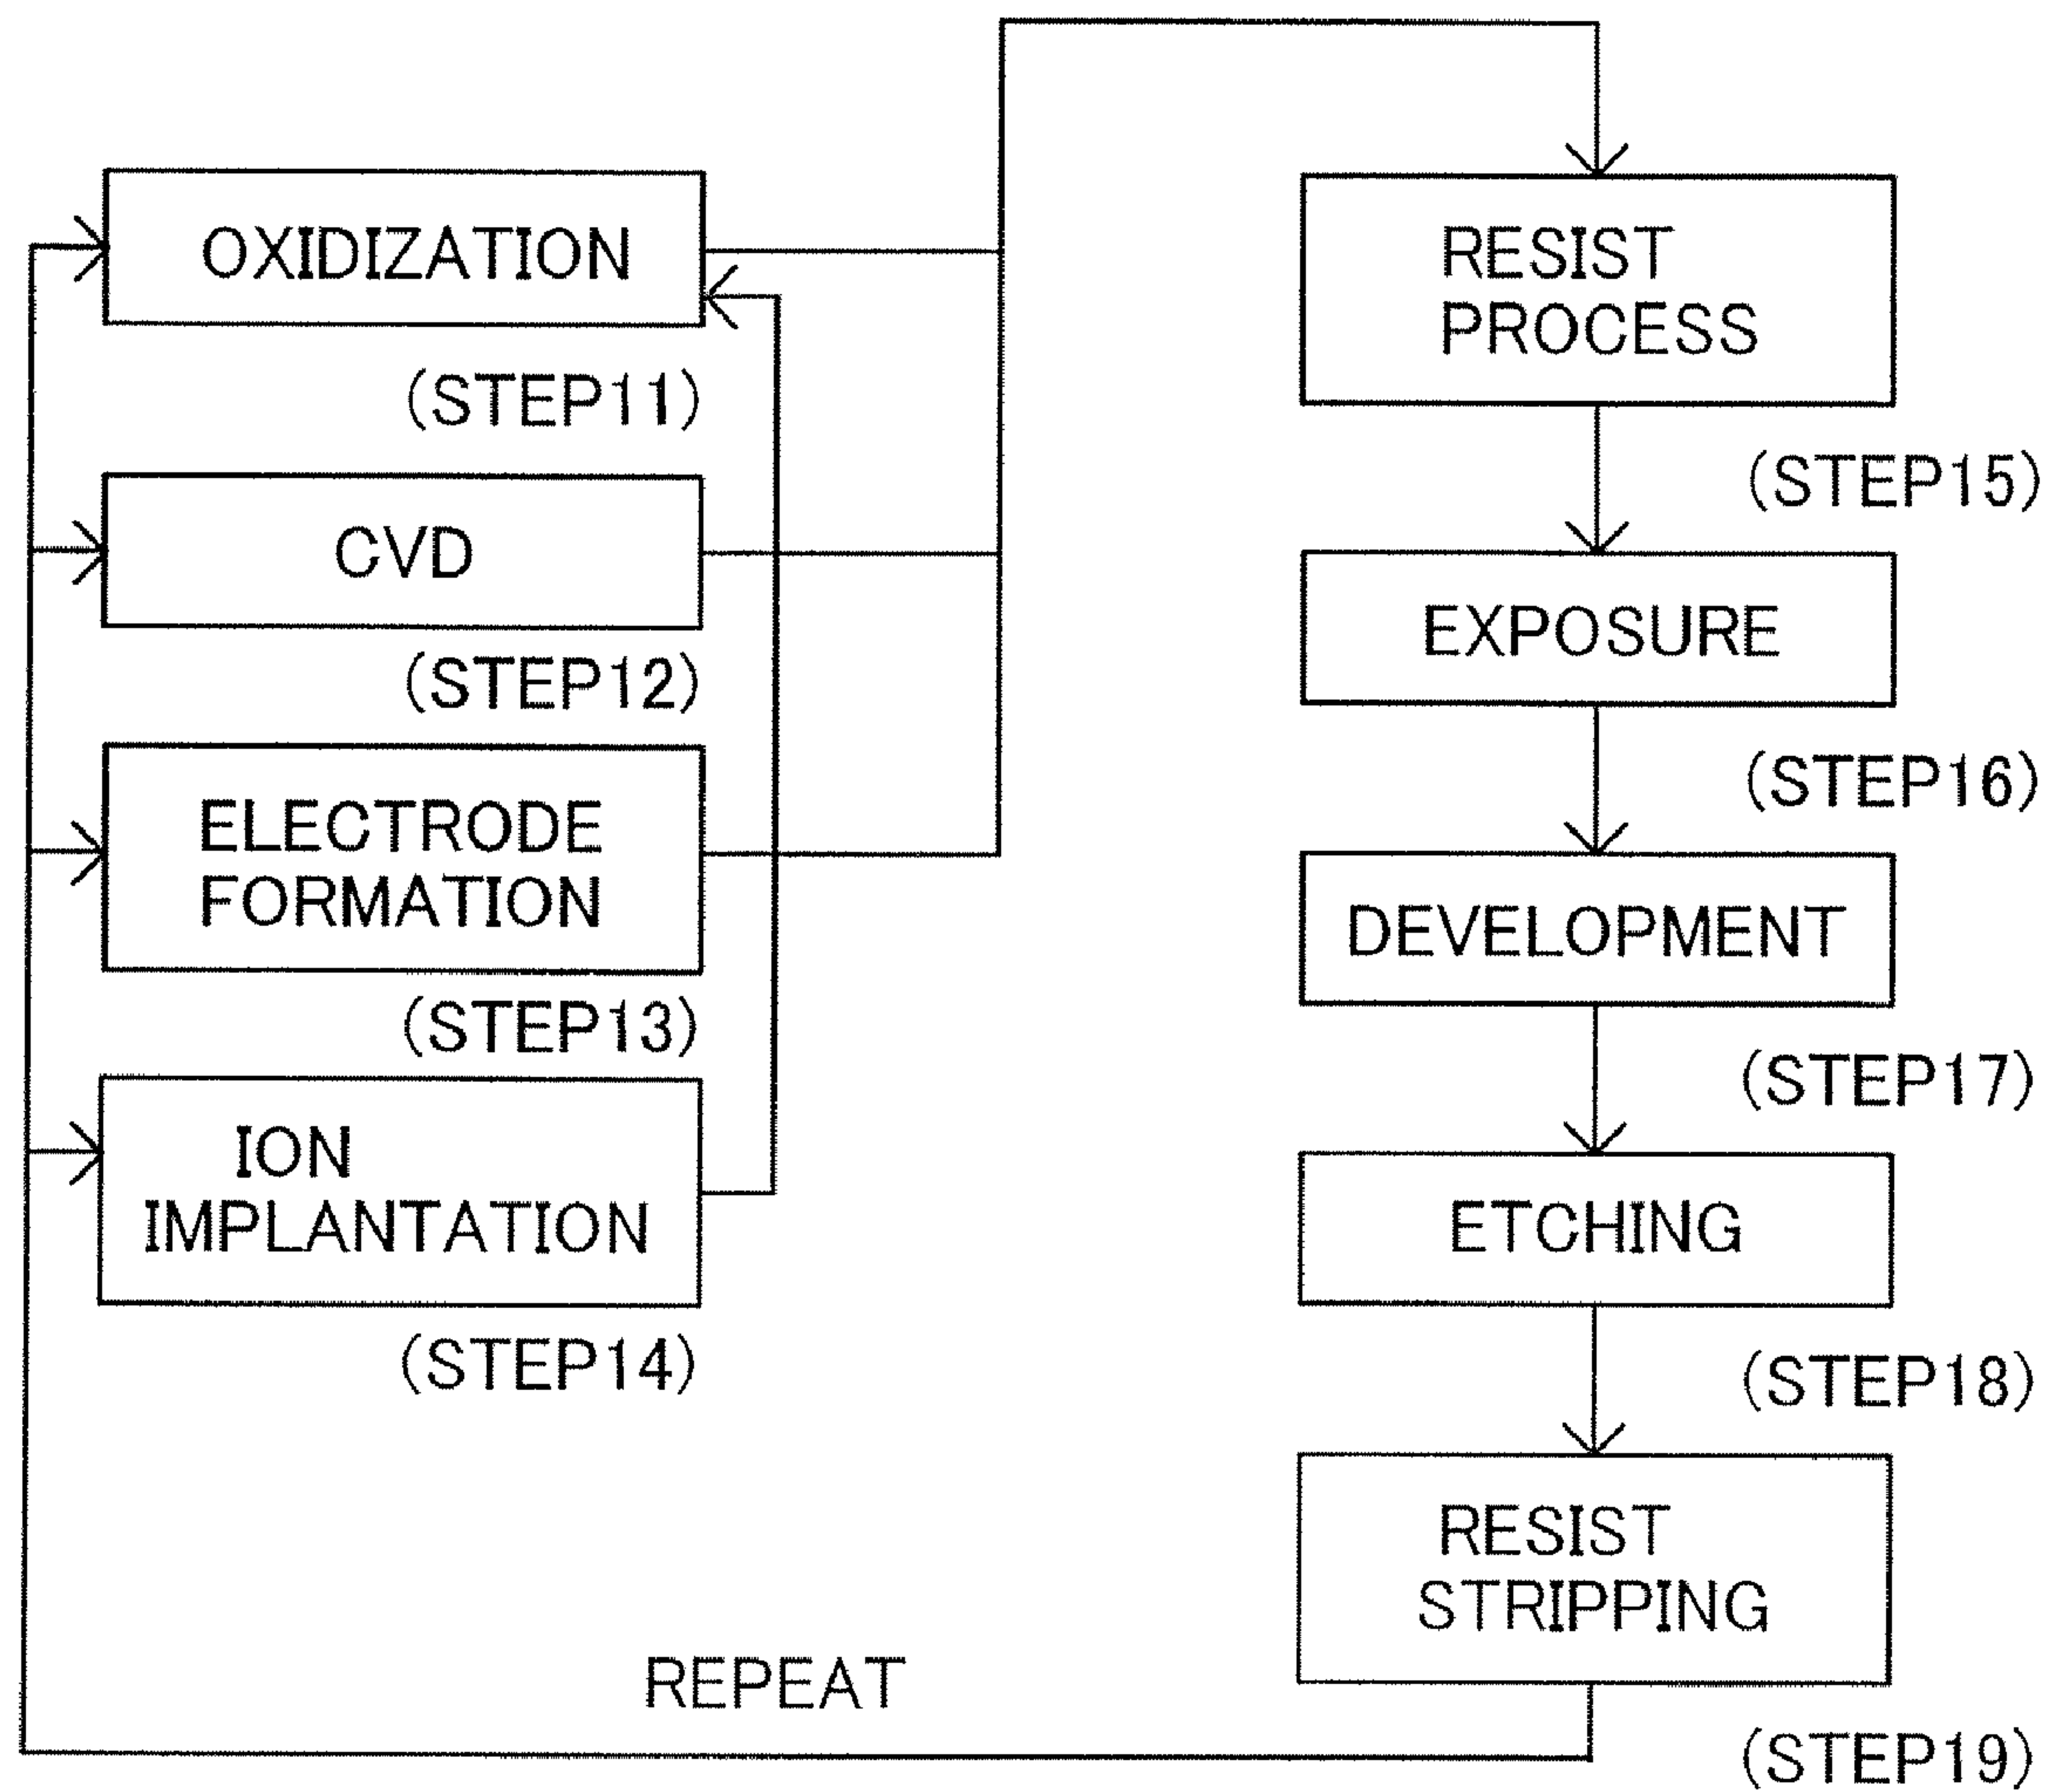 OXIDIZATION
(STEP11)
CVD
(STEP12)
ELECTRODE
FORMATION
(STEP13)
ION
IMPLANTATION
(STEP14)
RESIST
PROCESS
(STEP15)
EXPOSURE
(STEP16)
DEVELOPMENT
(STEP17)
ETCHING
(STEP18)
RESIST
STRIPPING
(STEP19)
REPEAT